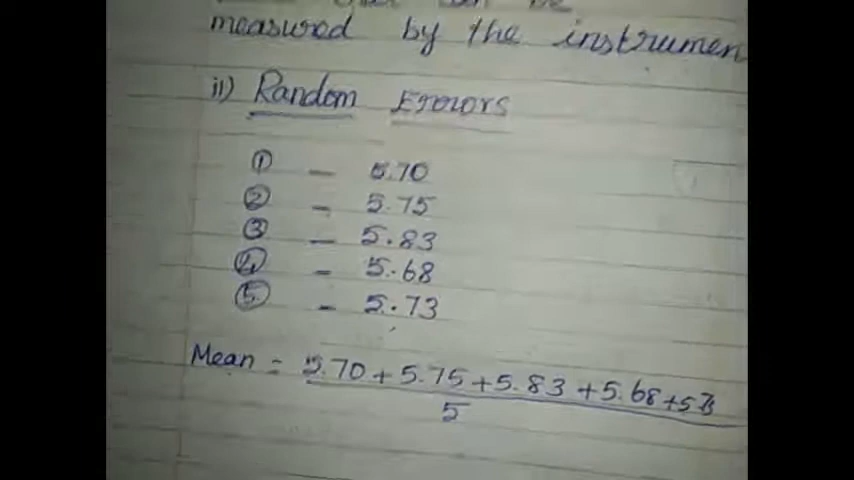 measured by the instrumen
ii) Random Errors
① – 5.70
② – 5.75
③ – 5.83
④ – 5.68
⑤ – 5.73
Mean = 5.70 + 5.75 + 5.83 + 5.68 + 5.73
5